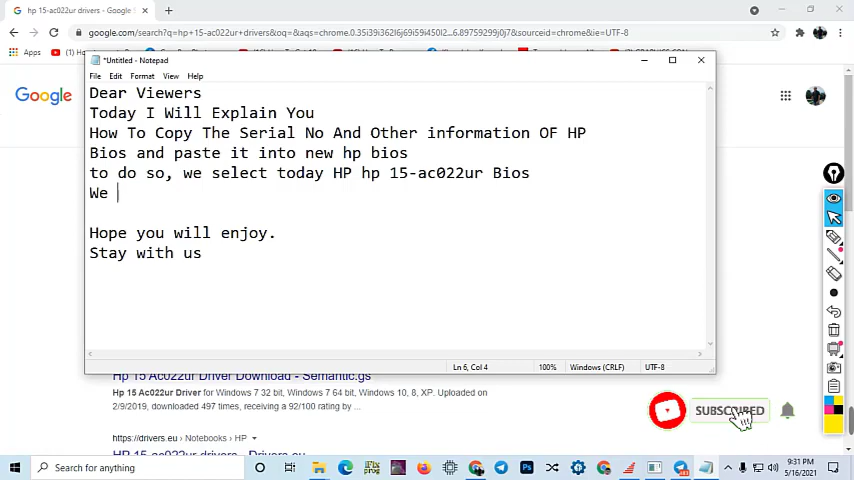 hp 15-ac022ur drivers -
google.com/search?q=hp+15-ac022ur+drivers&oq=&aqs=chrome.0.35i39i362l2...6.89759299j0j7&sourceid=chrome&ie=UTF-8
Apps
*Untitled - Notepad
File Edit Format View Help
Google
Dear Viewers
Today I Will Explain You
How To Copy The Serial No And Other information OF HP
Bios and paste it into new hp bios
to do so, we select today HP hp 15-ac022ur Bios
We
Hope you will enjoy.
Stay with us
Ln 6, Col 4 100% Windows (CRLF) UTF-8
Hp 15 Ac022ur Driver Download - Semantic.gs
Hp 15 Ac022ur Driver for Windows 7 32 bit, Windows 7 64 bit, Windows 10, 8, XP. Uploaded on
2/9/2019, downloaded 497 times, receiving a 92/100 rating by ...
https://drivers.eu › Notebooks › HP
SUBSCRIBED
Search for anything
9:31 PM
5/16/2021